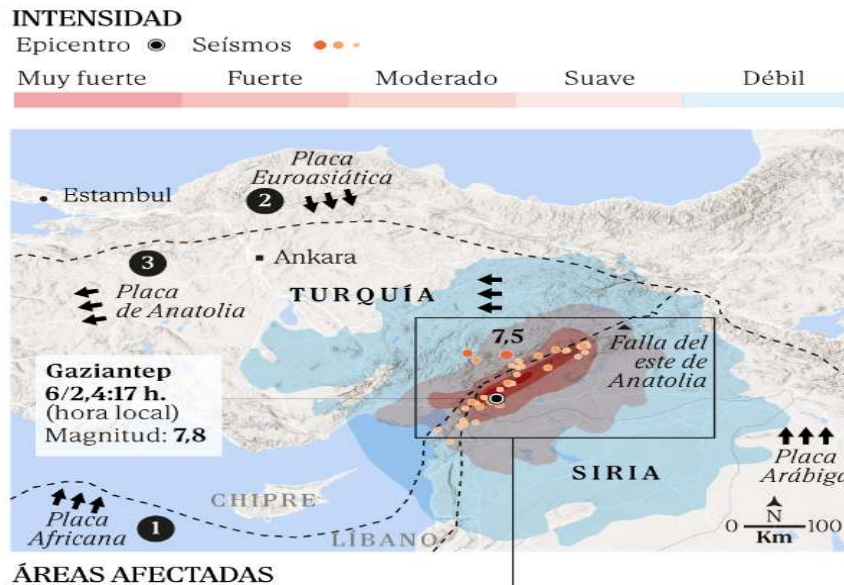 INTENSIDAD
Epicentro Seísmos
Muy fuerte Fuerte Moderado Suave Débil
Placa
Euroasiática
Estambul
2
3
Ankara
Placa
de Anatolia
TURQUÍA
7,5
Falla del
este de
Anatolia
Gaziantep
6/2,4:17 h.
(hora local)
Magnitud: 7,8
SIRIA
Placa
Arábiga
CHIPRE
Placa
Africana
1
LÍBANO
N
0 100
Km
ÁREAS AFECTADAS